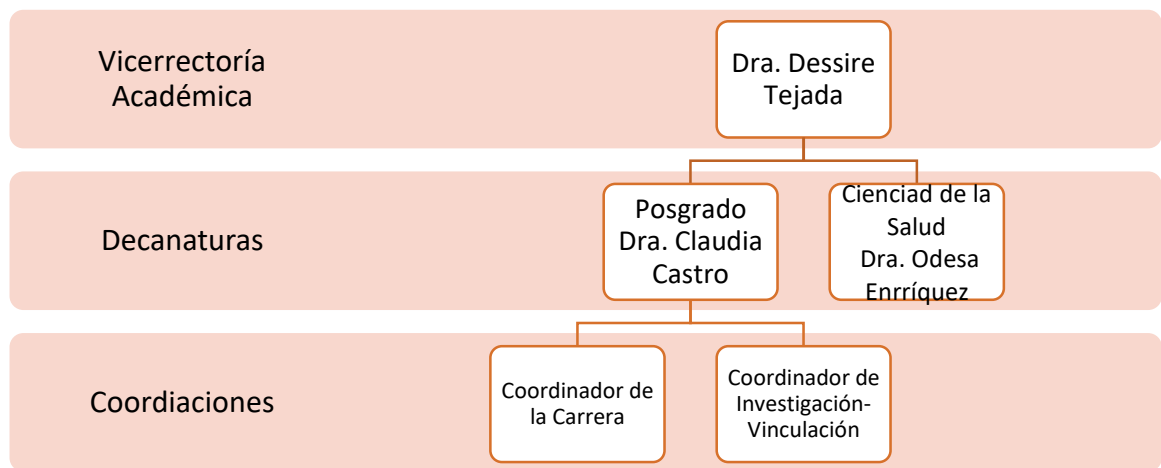 Vicerrectoría
Académica
Dra. Dessire
Tejada
Decanaturas
Posgrado
Dra. Claudia
Castro
Cienciad de la
Salud
Dra. Odesa
Enrríquez
Coordiaciones
Coordinador de
la Carrera
Coordinador de
Investigación-
Vinculación